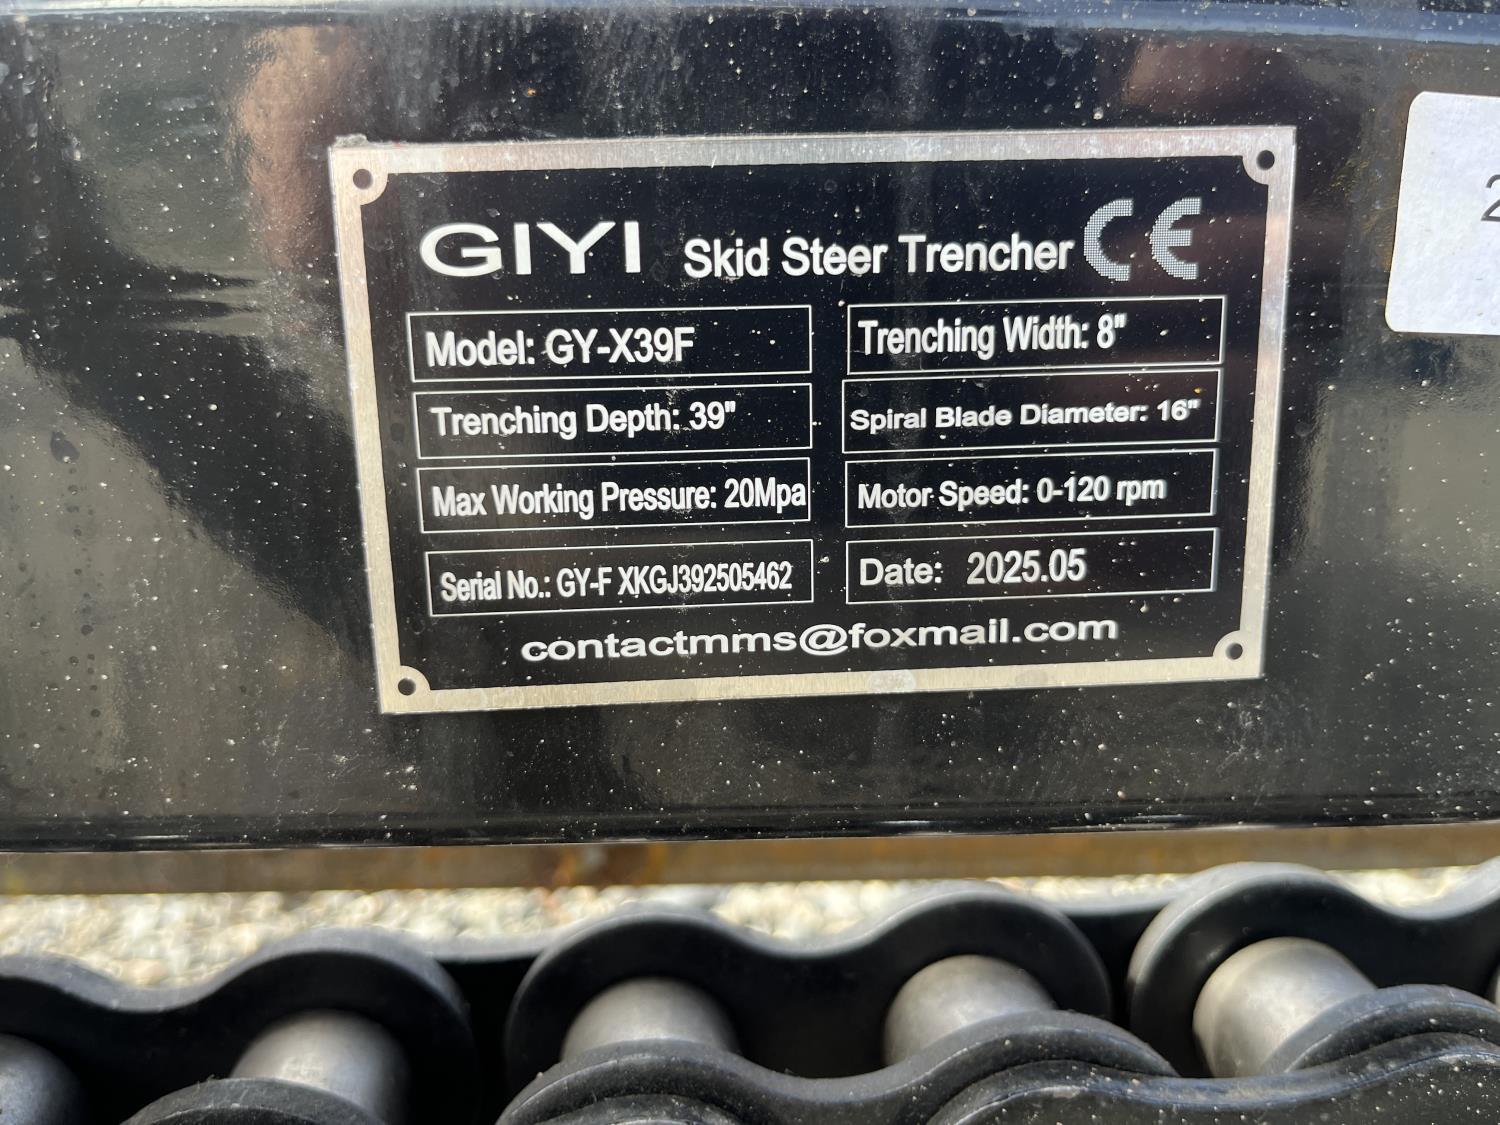 GIYI Skid Steer Trencher CE
Model: GY-X39F
Trenching Width: 8"
Trenching Depth: 39"
Spiral Blade Diameter: 16"
Max Working Pressure: 20Mpa
Motor Speed: 0-120 rpm
Serial No.: GY-F XKGJ392505462
Date: 2025.05
contactmms@foxmail.com